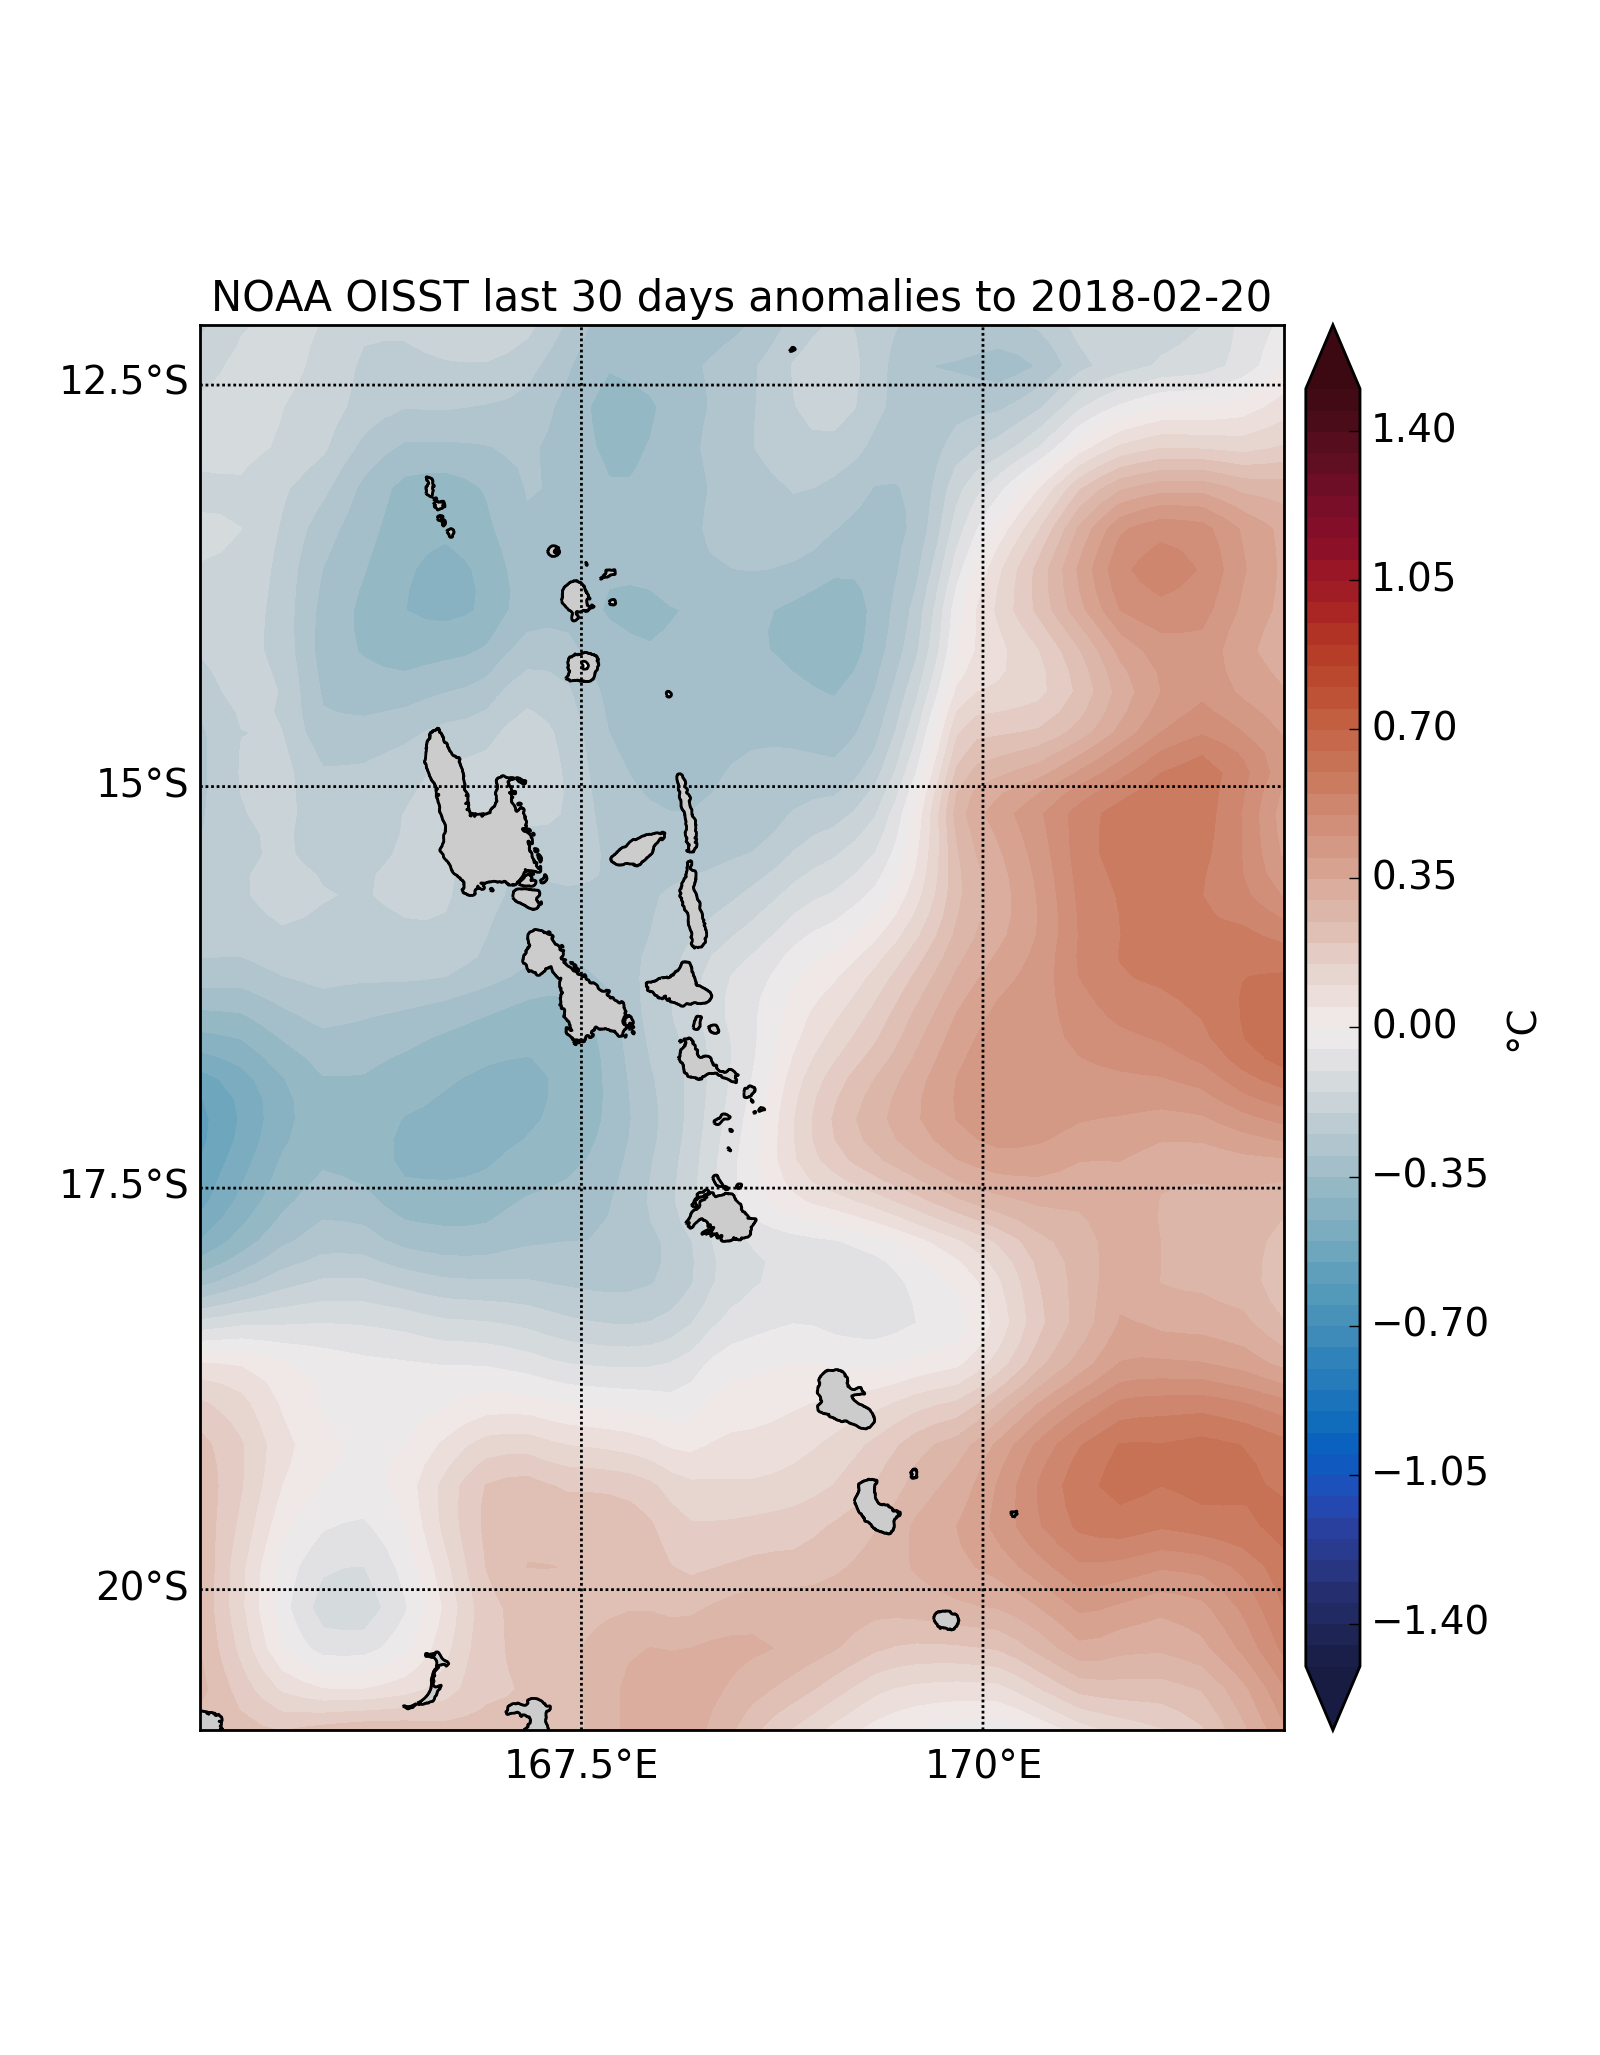 NOAA OISST last 30 days anomalies to 2018-02-20
12.5°S
15°S
17.5°S
20°S
167.5°E
170°E
1.40
1.05
0.70
0.35
0.00
−0.35
−0.70
−1.05
−1.40
°C